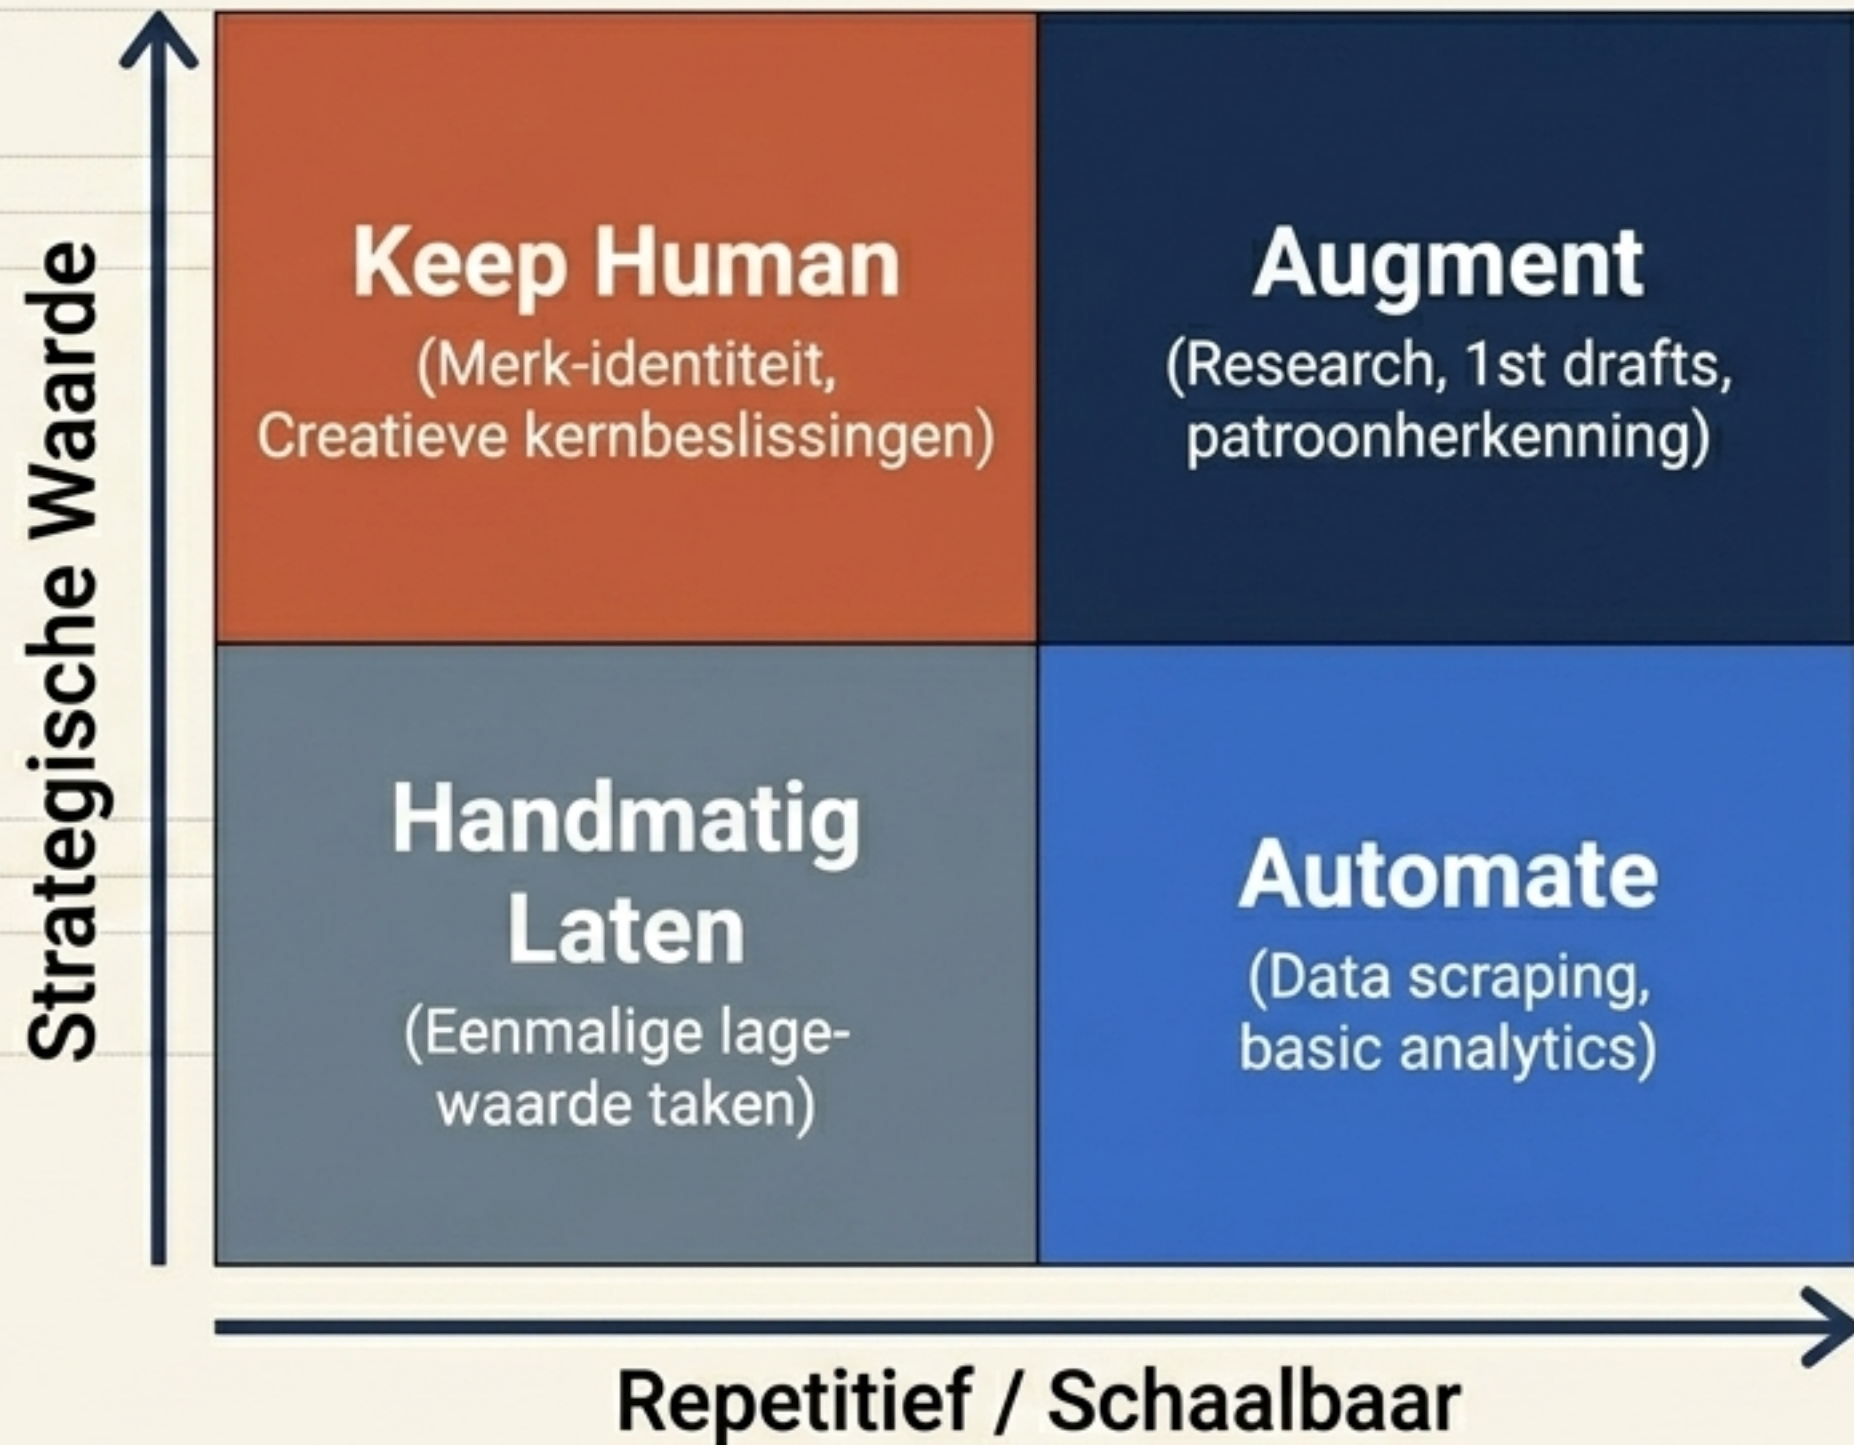 Strategische Waarde
Keep Human
(Merk-identiteit,
Creatieve kernbeslissingen)
Augment
(Research, 1st drafts,
patroonherkenning)
Handmatig
Laten
(Eenmalige lage-
waarde taken)
Automate
(Data scraping,
basic analytics)
Repetitief / Schaalbaar